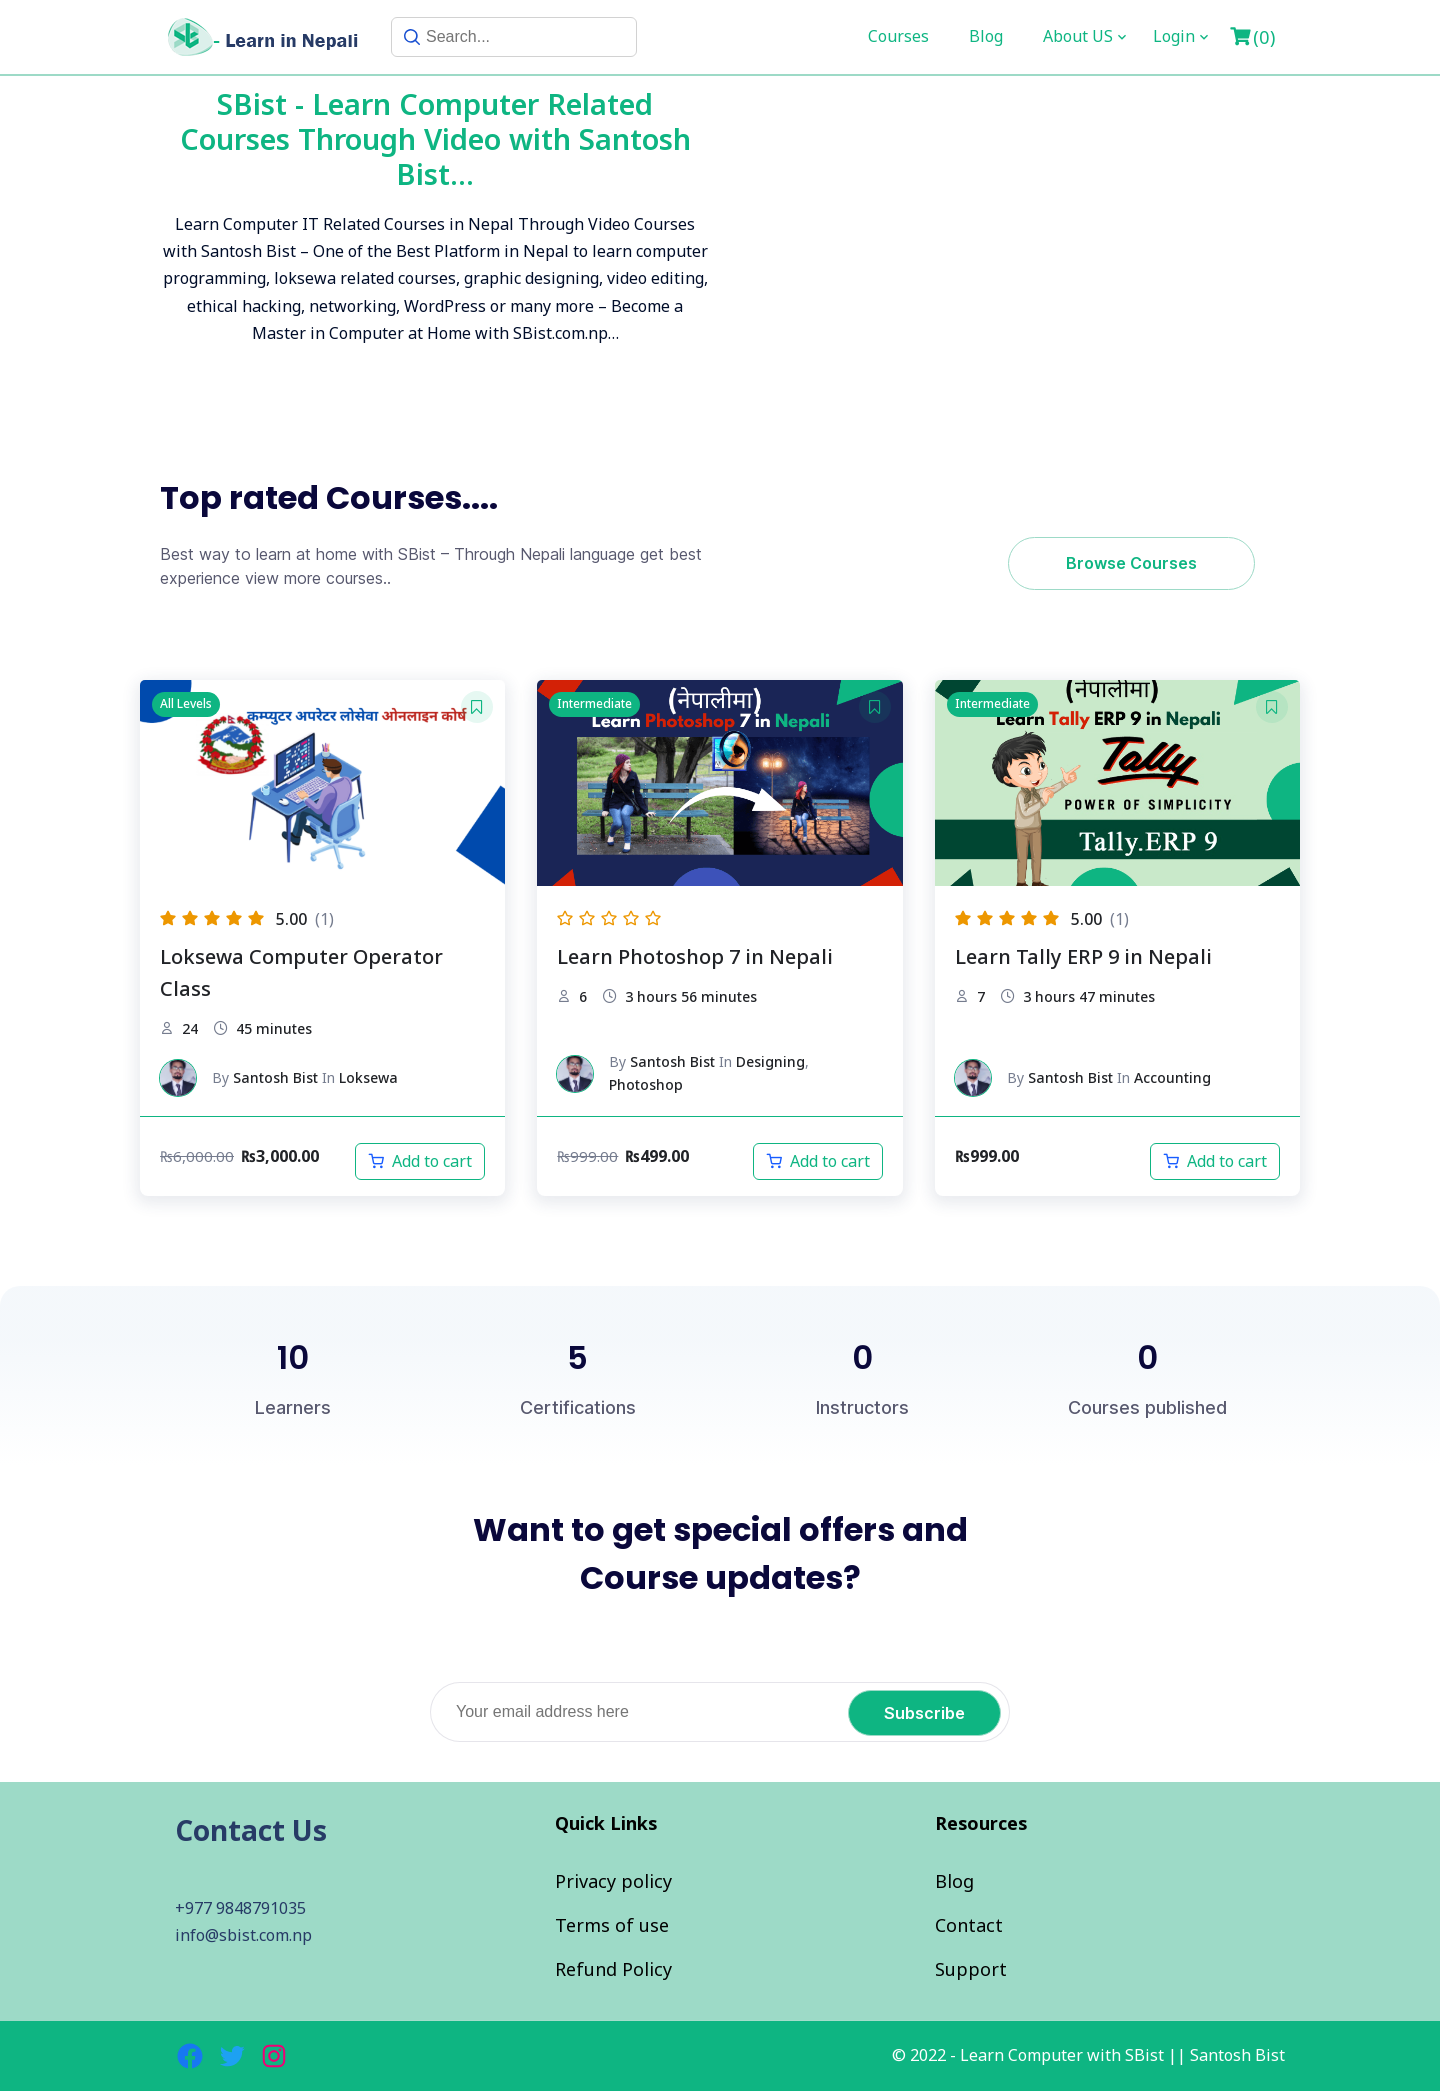 - Learn in Nepali
Search...
Courses
Blog
About US
Login
(0)
SBist - Learn Computer Related
Courses Through Video with Santosh
Bist...
Learn Computer IT Related Courses in Nepal Through Video Courses
with Santosh Bist – One of the Best Platform in Nepal to learn computer
programming, loksewa related courses, graphic designing, video editing,
ethical hacking, networking, WordPress or many more – Become a
Master in Computer at Home with SBist.com.np...
Top rated Courses....
Best way to learn at home with SBist – Through Nepali language get best
experience view more courses..
Browse Courses
All Levels
कम्प्युटर अपरेटर लोसेवा ओनलाइन कोर्ष
5.00 (1)
Loksewa Computer Operator
Class
24 45 minutes
By Santosh Bist In Loksewa
₨6,000.00 ₨3,000.00
Add to cart
Intermediate
(नेपालीमा)
Learn Photoshop 7 in Nepali
Learn Photoshop 7 in Nepali
6 3 hours 56 minutes
By Santosh Bist In Designing,
Photoshop
₨999.00 ₨499.00
Add to cart
Intermediate
(नेपालीमा)
Learn Tally ERP 9 in Nepali
Tally
POWER OF SIMPLICITY
Tally.ERP 9
5.00 (1)
Learn Tally ERP 9 in Nepali
7 3 hours 47 minutes
By Santosh Bist In Accounting
₨999.00
Add to cart
10
Learners
5
Certifications
0
Instructors
0
Courses published
Want to get special offers and
Course updates?
Your email address here
Subscribe
Contact Us
+977 9848791035
info@sbist.com.np
Quick Links
Privacy policy
Terms of use
Refund Policy
Resources
Blog
Contact
Support
© 2022 - Learn Computer with SBist || Santosh Bist